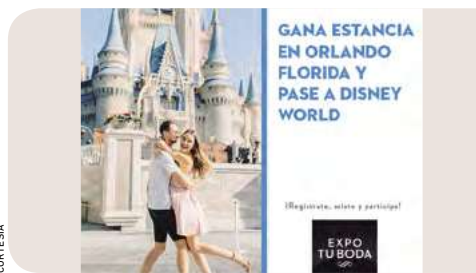 GANA ESTANCIA
EN ORLANDO
FLORIDA Y
PASE A DISNEY
WORLD
¡Regístrate, asiste y participa!
EXPO
TU BODA
CORTESÍA